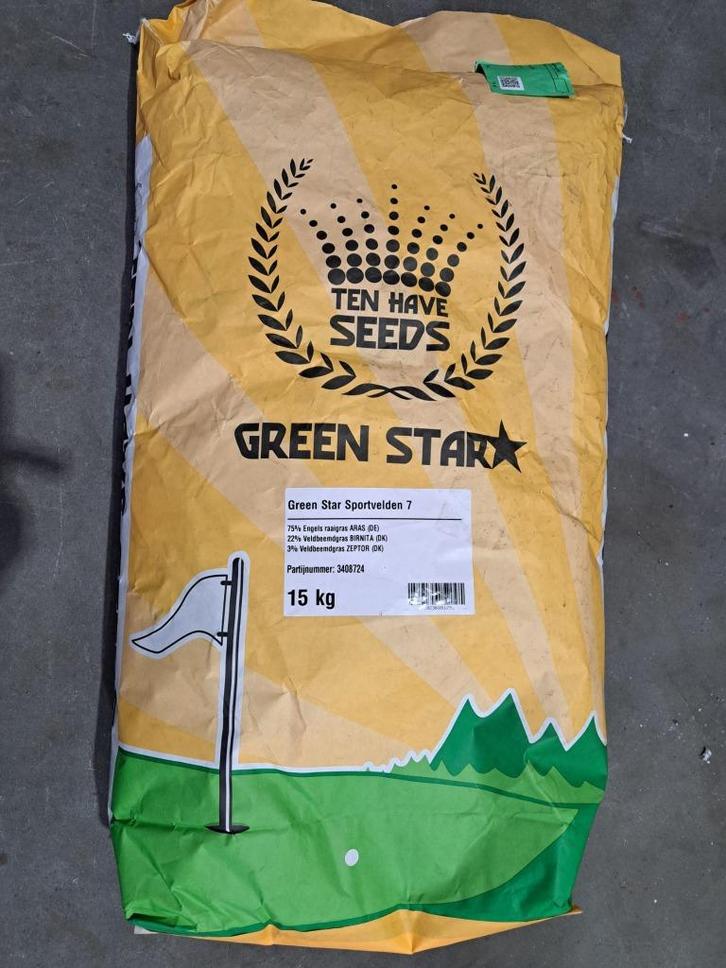 TEN HAVE
SEEDS
GREEN STAR
Green Star Sportvelden 7
75% Engels raaigras ARAS (DE)
22% Veldbeemdgras BIRNITA (DK)
3% Veldbeemdgras ZEPTOR (DK)
Partijnummer: 3408724
15 kg